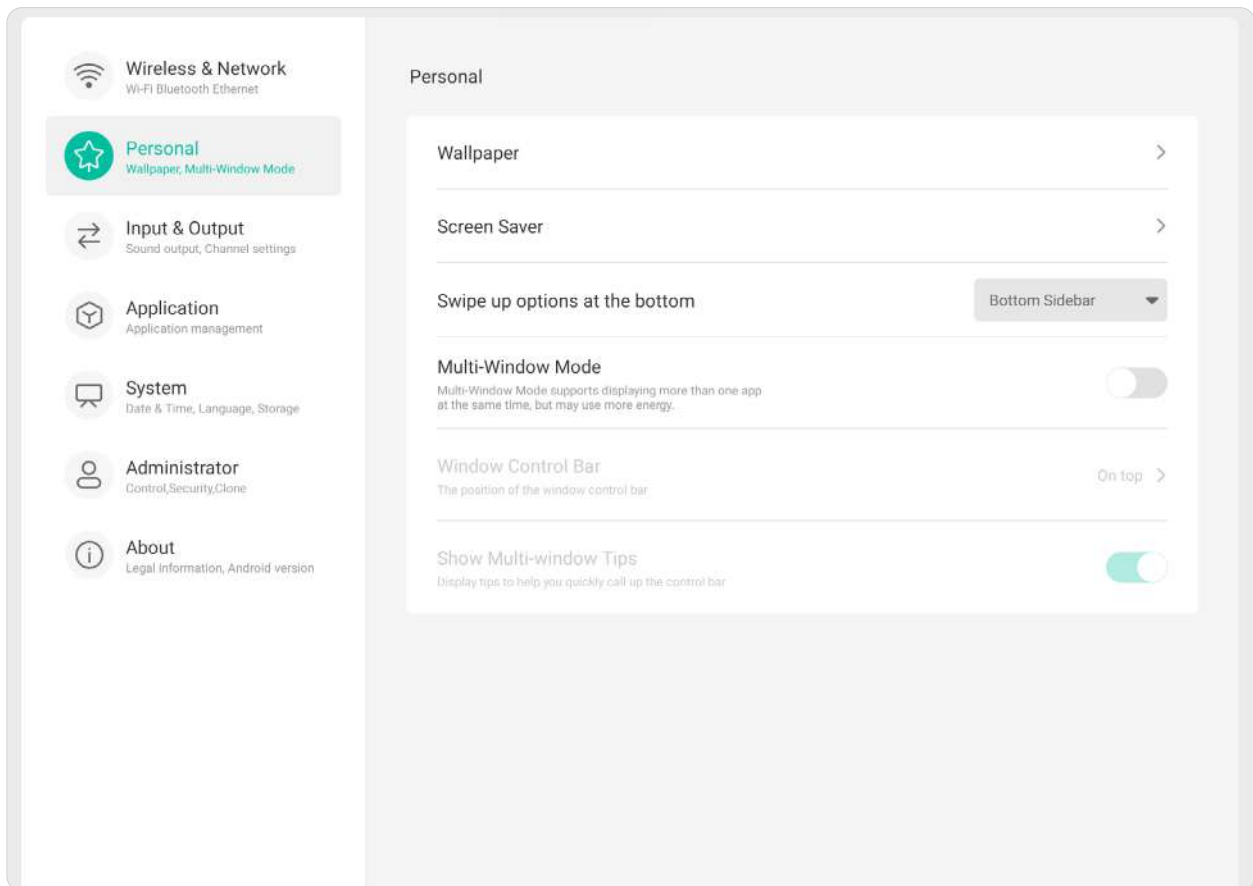 Wireless & Network
Wi-Fi Bluetooth Ethernet
Personal
Wallpaper, Multi-Window Mode
Input & Output
Sound output, Channel settings
Application
Application management
System
Date & Time, Language, Storage
Administrator
Control,Security,Clone
About
Legal Information, Android version
Personal
Wallpaper
Screen Saver
Swipe up options at the bottom
Bottom Sidebar
Multi-Window Mode
Multi-Window Mode supports displaying more than one app
at the same time, but may use more energy.
Window Control Bar
The position of the window control bar
On top
Show Multi-window Tips
Display tips to help you quickly call up the control bar